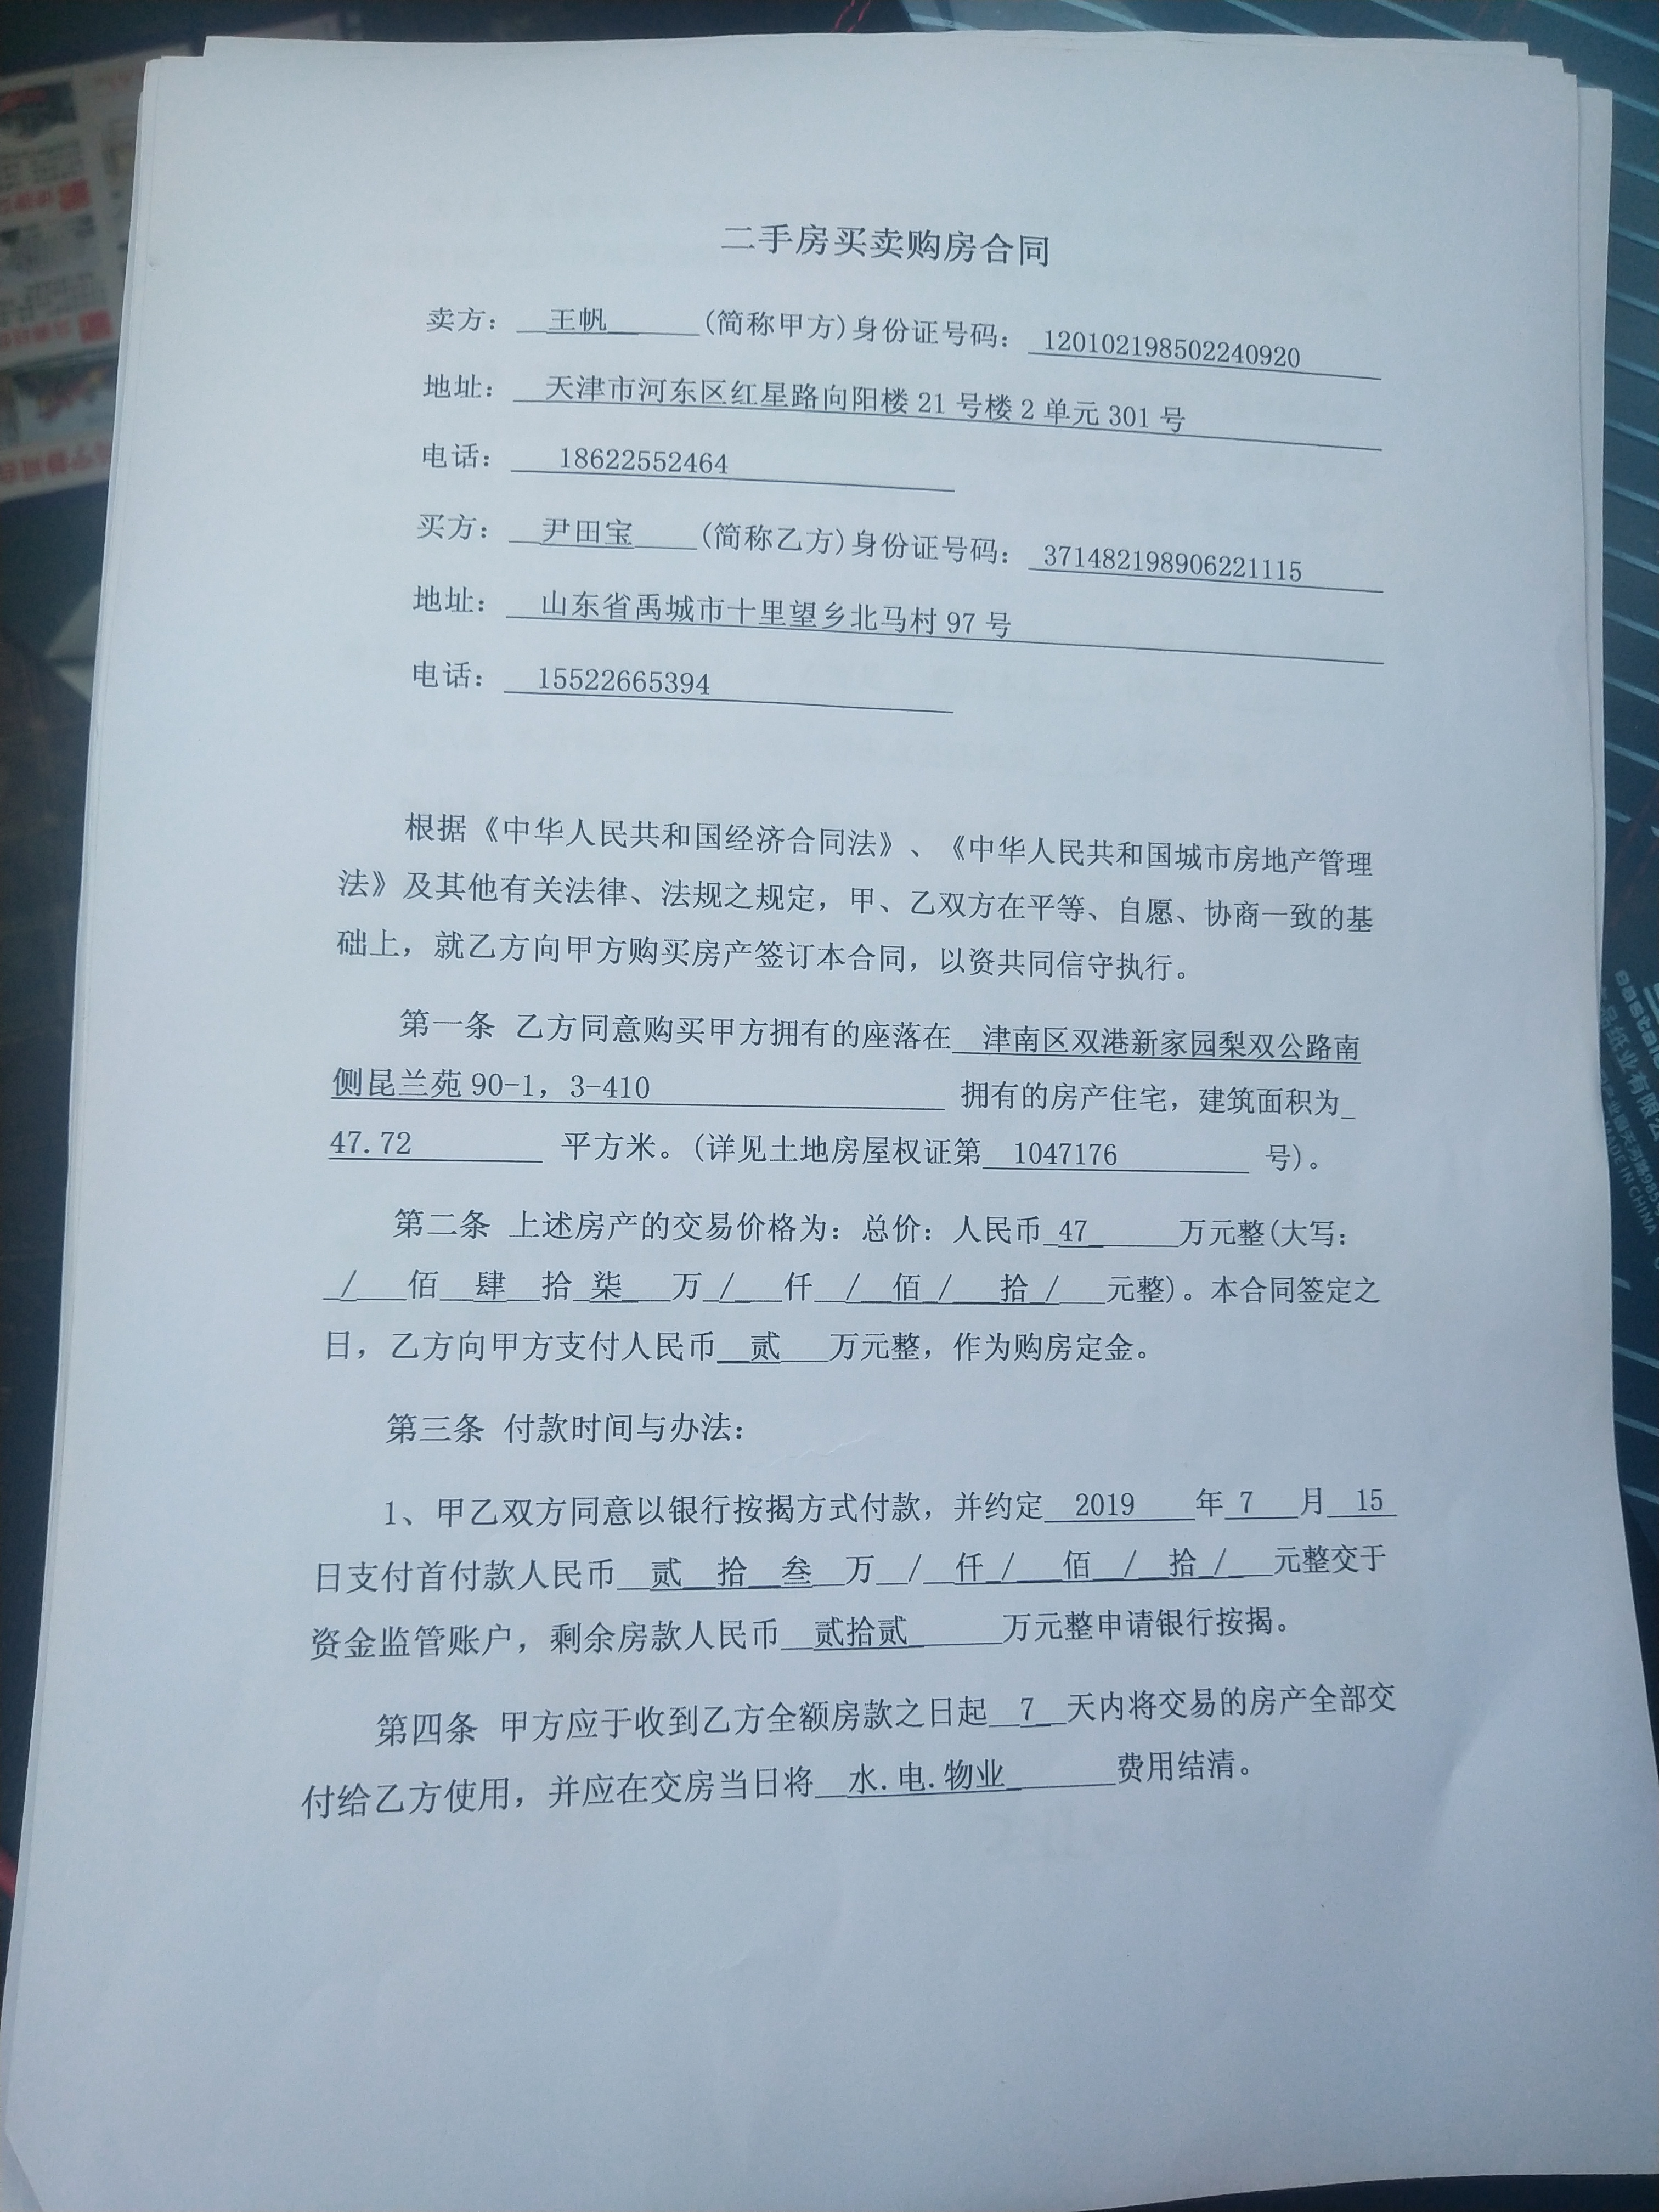 二手房买卖购房合同
卖方：王帆(简称甲方)身份证号码：120102198502240920
地址：天津市河东区红星路向阳楼 21 号楼 2 单元 301 号
电话：18622552464
买方：尹田宝(简称乙方)身份证号码：371482198906221115
地址：山东省禹城市十里望乡北马村 97 号
电话：15522665394
根据《中华人民共和国经济合同法》、《中华人民共和国城市房地产管理
法》及其他有关法律、法规之规定，甲、乙双方在平等、自愿、协商一致的基
础上，就乙方向甲方购买房产签订本合同，以资共同信守执行。
第一条 乙方同意购买甲方拥有的座落在 津南区双港新家园梨双公路南
侧昆兰苑 90-1，3-410 拥有的房产住宅，建筑面积为
47.72 平方米。(详见土地房屋权证第 1047176 号)。
第二条 上述房产的交易价格为：总价：人民币 47 万元整(大写：
/ 佰 肆 拾 柒 万 / 仟 / 佰 / 拾 / 元整)。本合同签定之
日，乙方向甲方支付人民币 贰 万元整，作为购房定金。
第三条 付款时间与办法：
1、甲乙双方同意以银行按揭方式付款，并约定 2019 年 7 月 15
日支付首付款人民币 贰 拾 叁 万 / 仟 / 佰 / 拾 / 元整交于
资金监管账户，剩余房款人民币 贰拾贰 万元整申请银行按揭。
第四条 甲方应于收到乙方全额房款之日起 7 天内将交易的房产全部交
付给乙方使用，并应在交房当日将 水.电.物业 费用结清。
MADE IN CHINA